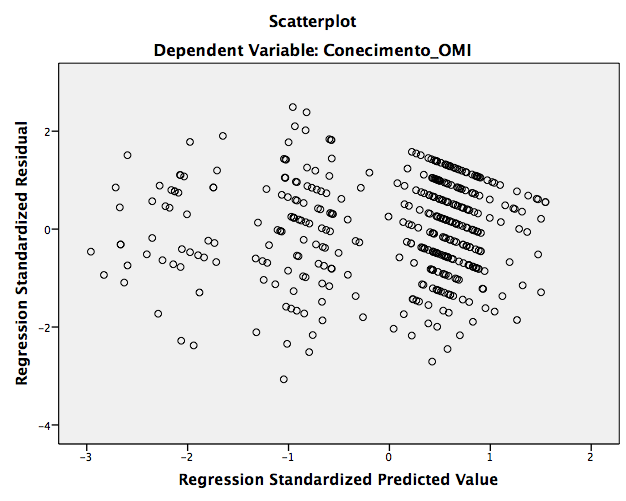 Scatterplot
Dependent Variable: Conecimento_OMI
Regression Standardized Residual
2
0
−2
−4
−3
−2
−1
0
1
2
Regression Standardized Predicted Value